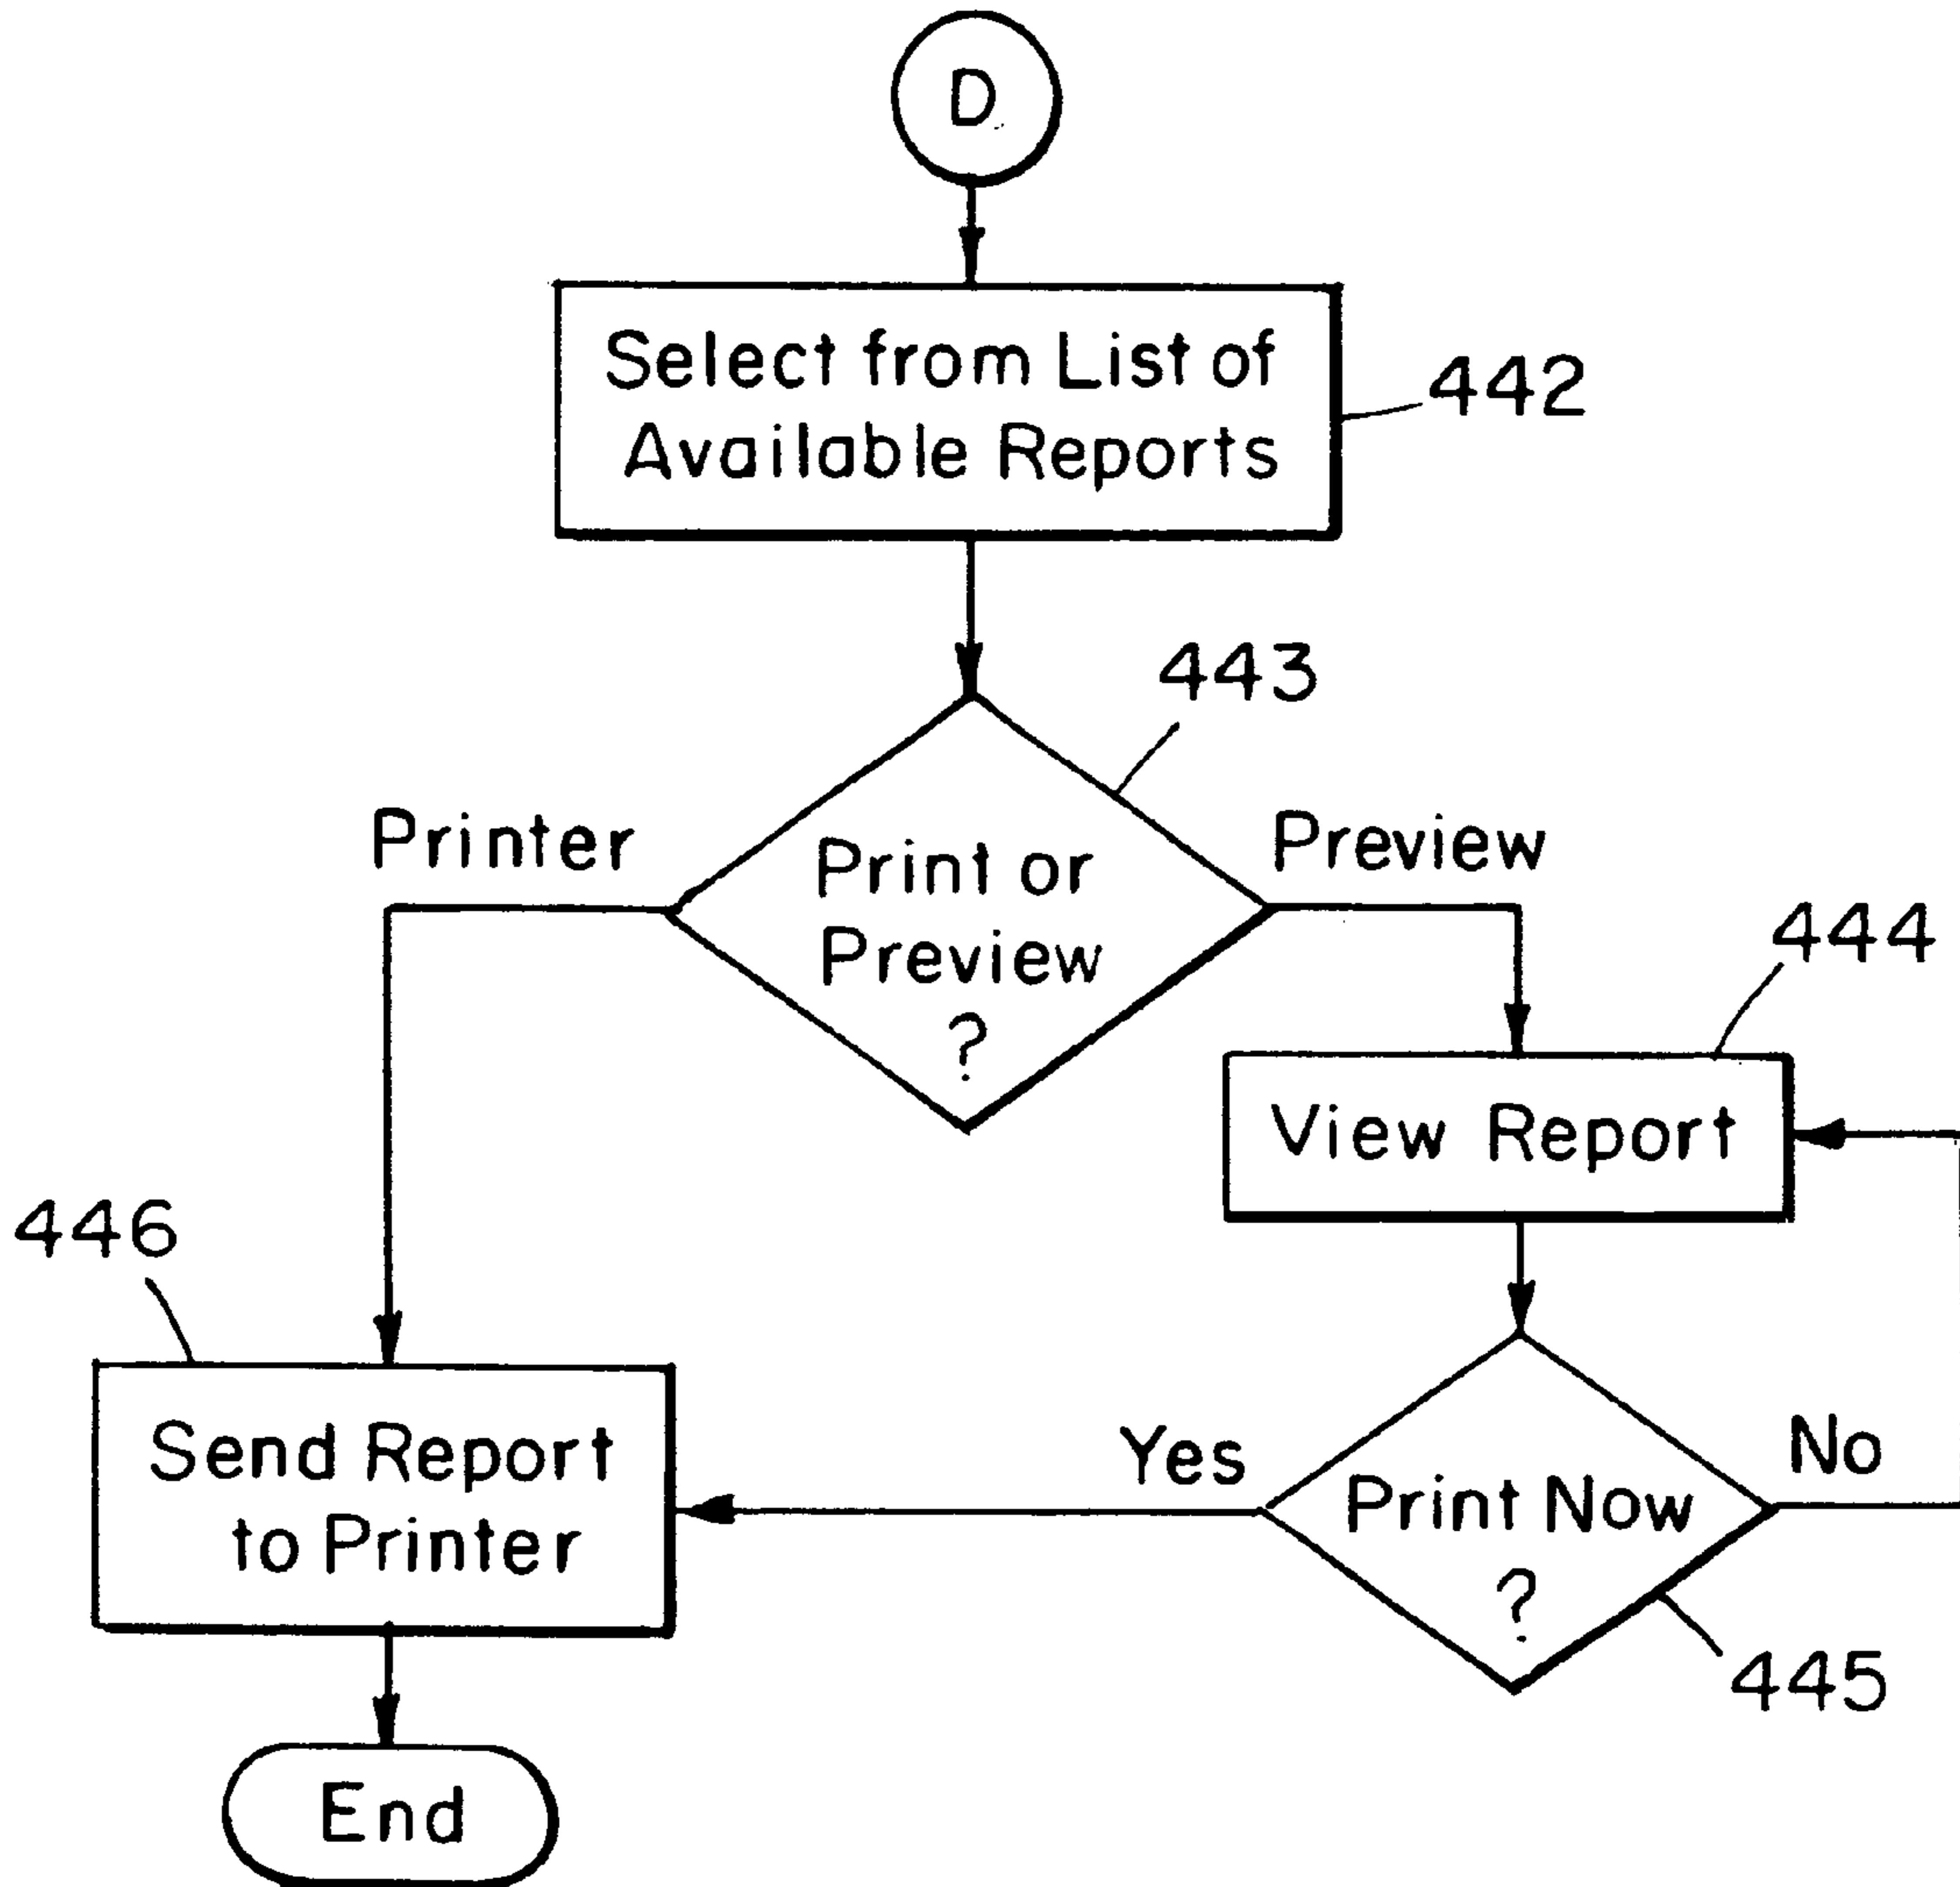 D
Select from List of
Available Reports
442
443
Printer
Print or
Preview
?
Preview
444
View Report
446
Send Report
to Printer
Yes
Print Now
?
No
445
End